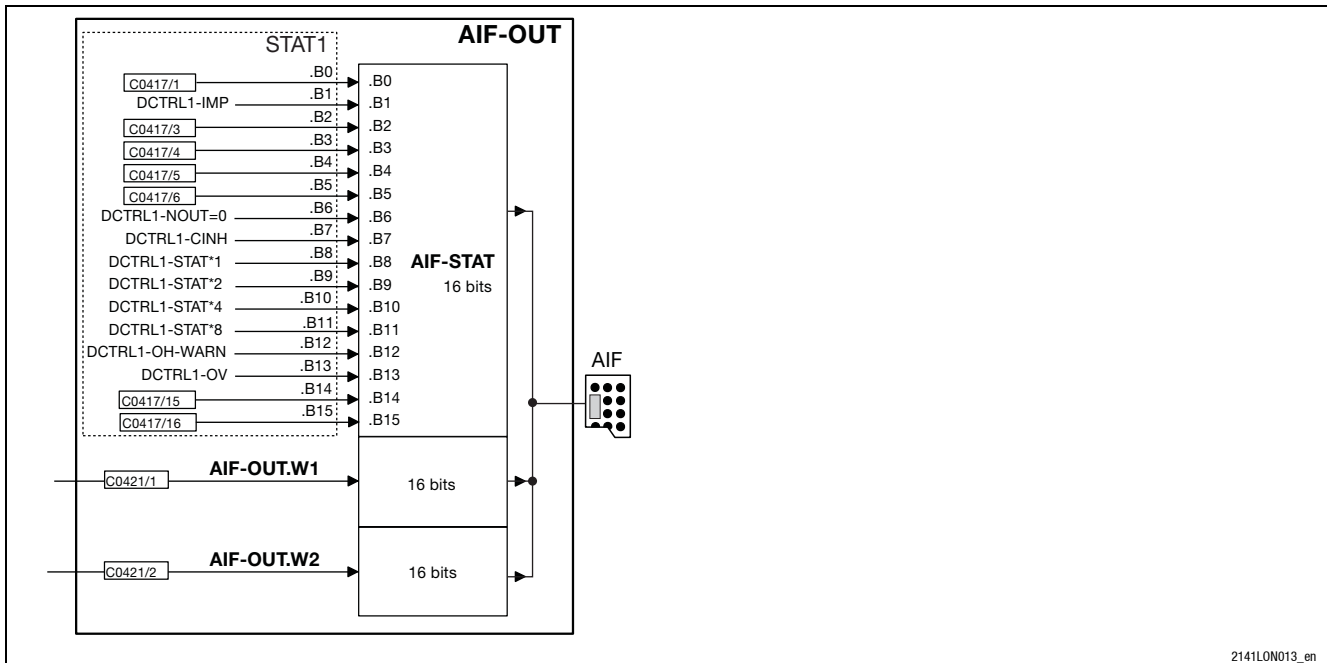 AIF-OUT
STAT1
C0417/1 .B0 .B0
DCTRL1-IMP .B1 .B1
C0417/3 .B2 .B2
C0417/4 .B3 .B3
C0417/5 .B4 .B4
C0417/6 .B5 .B5
DCTRL1-NOUT=0 .B6 .B6
DCTRL1-CINH .B7 .B7
DCTRL1-STAT*1 .B8 .B8
DCTRL1-STAT*2 .B9 .B9
DCTRL1-STAT*4 .B10 .B10
DCTRL1-STAT*8 .B11 .B11
DCTRL1-OH-WARN .B12 .B12
DCTRL1-OV .B13 .B13
C0417/15 .B14 .B14
C0417/16 .B15 .B15
AIF-STAT
16 bits
AIF
C0421/1 AIF-OUT.W1 16 bits
C0421/2 AIF-OUT.W2 16 bits
2141LON013_en